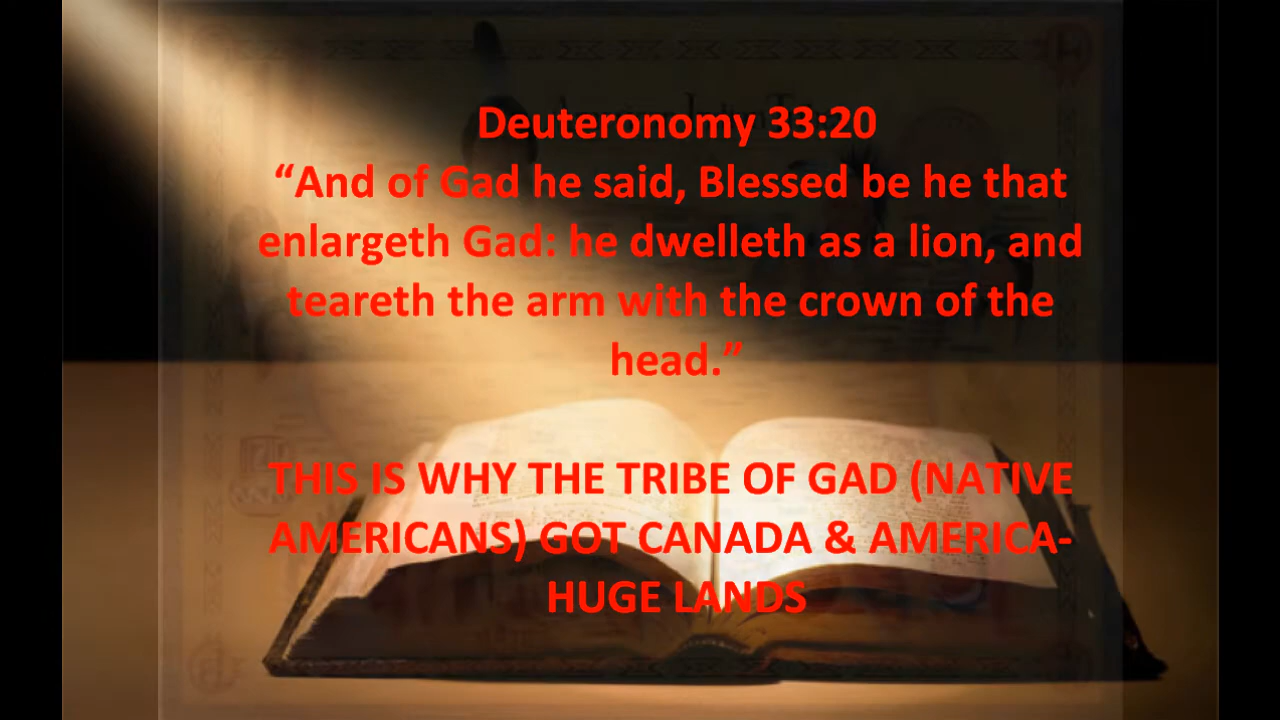 Deuteronomy 33:20
“And of Gad he said, Blessed be he that
enlargeth Gad: he dwelleth as a lion, and
teareth the arm with the crown of the
head.”
THIS IS WHY THE TRIBE OF GAD (NATIVE
AMERICANS) GOT CANADA & AMERICA-
HUGE LANDS